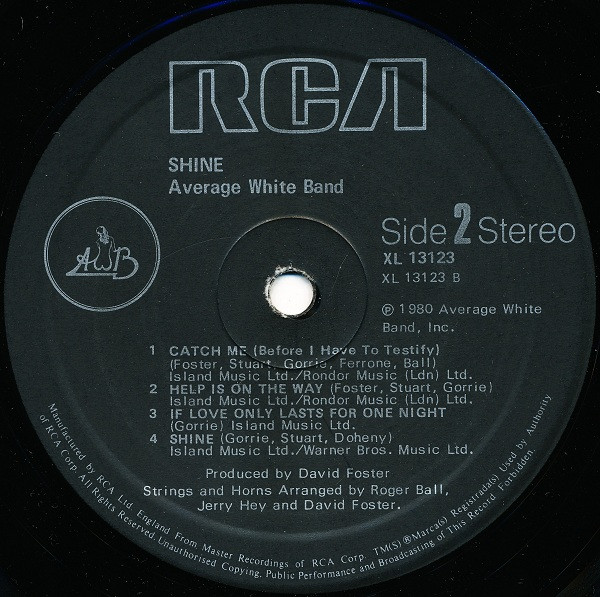 RCA
SHINE
Average White Band
AWB
Side 2 Stereo
XL 13123
XL 13123 B
℗ 1980 Average White
Band, Inc.
1 CATCH ME (Before I Have To Testify)
(Foster, Stuart, Gorrie, Ferrone, Ball)
Island Music Ltd./Rondor Music (Ldn) Ltd.
2 HELP IS ON THE WAY (Foster, Stuart, Gorrie)
Island Music Ltd./Rondor Music (Ldn) Ltd.
3 IF LOVE ONLY LASTS FOR ONE NIGHT
(Gorrie) Island Music Ltd.
4 SHINE (Gorrie, Stuart, Doheny)
Island Music Ltd./Warner Bros. Music Ltd.
Produced by David Foster
Strings and Horns Arranged by Roger Ball,
Jerry Hey and David Foster.
Manufactured by RCA Ltd. England From Master Recordings of RCA Corp. TM(S)® Marca(s) Registrada(s) Used by Authority
of RCA Corp. All Rights Reserved. Unauthorised Copying, Public Performance and Broadcasting of This Record Forbidden.